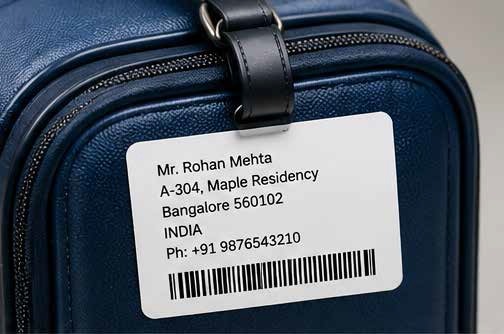 Mr. Rohan Mehta
A-304, Maple Residency
Bangalore 560102
INDIA
Ph: +91 9876543210